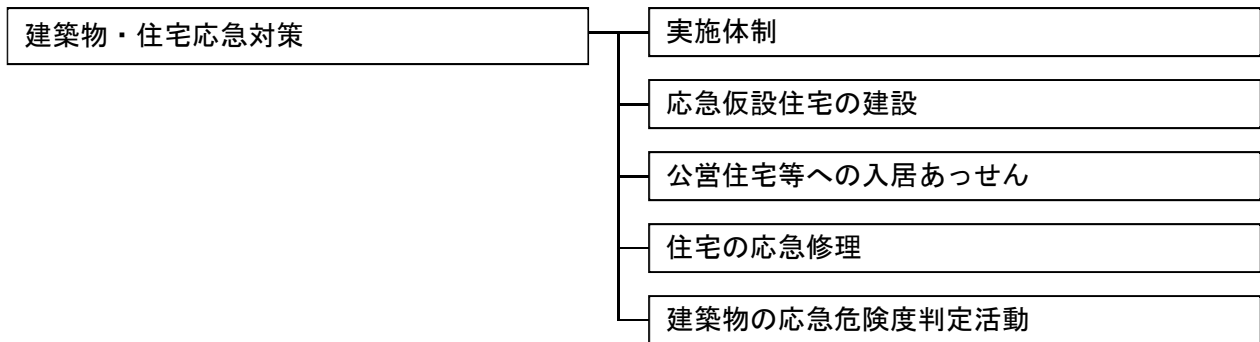 建築物・住宅応急対策
実施体制
応急仮設住宅の建設
公営住宅等への入居あっせん
住宅の応急修理
建築物の応急危険度判定活動